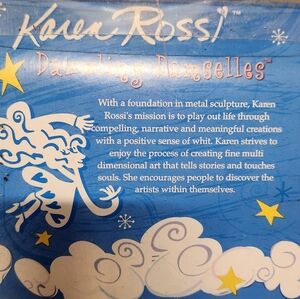 Karen Rossi™
Dazzling Damselles™
With a foundation in metal sculpture, Karen
Rossi's mission is to play out life through
compelling, narrative and meaningful creations
with a positive sense of whit. Karen strives to
enjoy the process of creating fine multi
dimensional art that tells stories and touches
souls. She encourages people to discover the
artists within themselves.